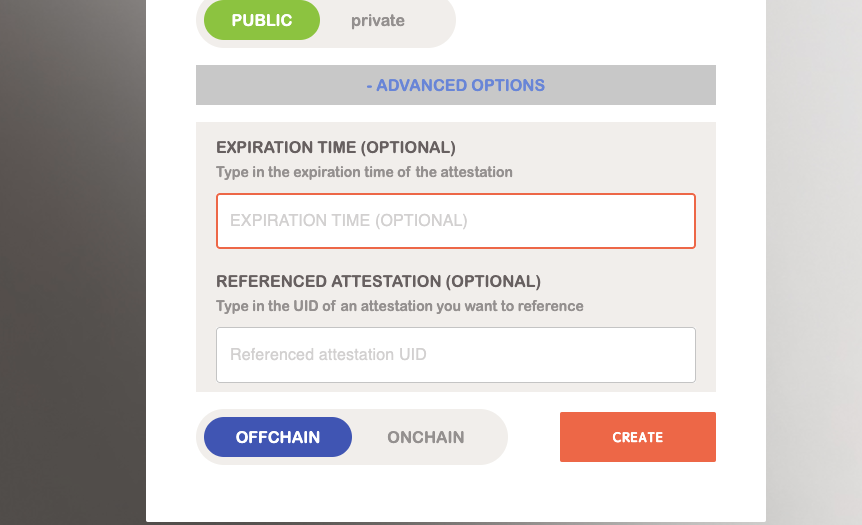 PUBLIC private
- ADVANCED OPTIONS
EXPIRATION TIME (OPTIONAL)
Type in the expiration time of the attestation
EXPIRATION TIME (OPTIONAL)
REFERENCED ATTESTATION (OPTIONAL)
Type in the UID of an attestation you want to reference
Referenced attestation UID
OFFCHAIN ONCHAIN CREATE